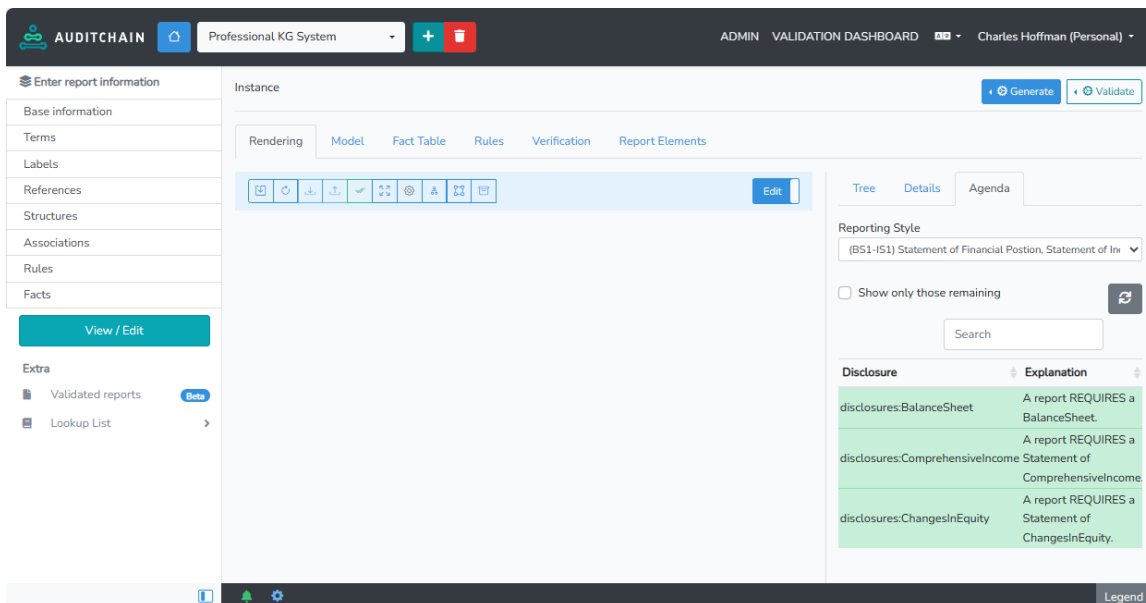 AUDITCHAIN
Professional KG System
ADMIN VALIDATION DASHBOARD Charles Hoffman (Personal)
Enter report information
Base information
Terms
Labels
References
Structures
Associations
Rules
Facts
View / Edit
Extra
Validated reports Beta
Lookup List
Instance
Generate Validate
Rendering Model Fact Table Rules Verification Report Elements
Edit
Tree Details Agenda
Reporting Style
(BS1-IS1) Statement of Financial Postion, Statement of
Show only those remaining
Search
Disclosure Explanation
disclosures:BalanceSheet A report REQUIRES a
BalanceSheet.
A report REQUIRES a
disclosures:ComprehensiveIncome Statement of
ComprehensiveIncome.
A report REQUIRES a
disclosures:ChangesInEquity Statement of
ChangesInEquity.
Legend